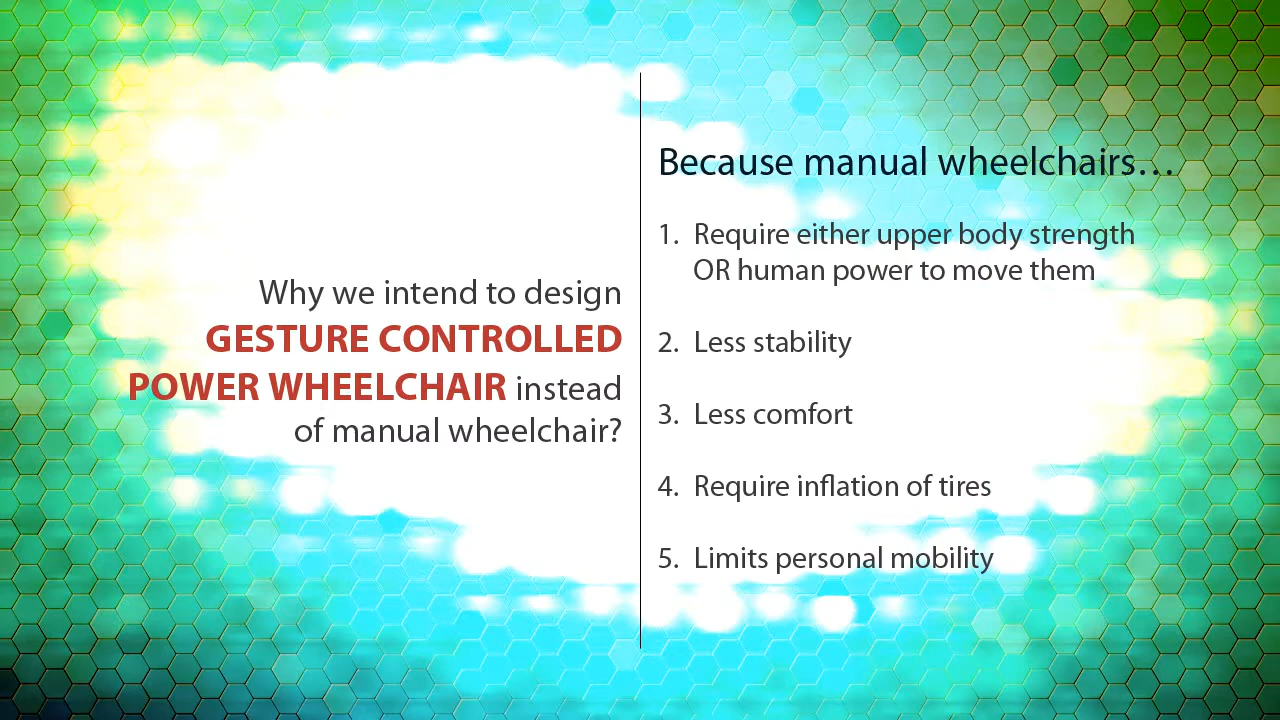 Why we intend to design
GESTURE CONTROLLED
POWER WHEELCHAIR instead
of manual wheelchair?
Because manual wheelchairs…
1. Require either upper body strength
OR human power to move them
2. Less stability
3. Less comfort
4. Require inflation of tires
5. Limits personal mobility